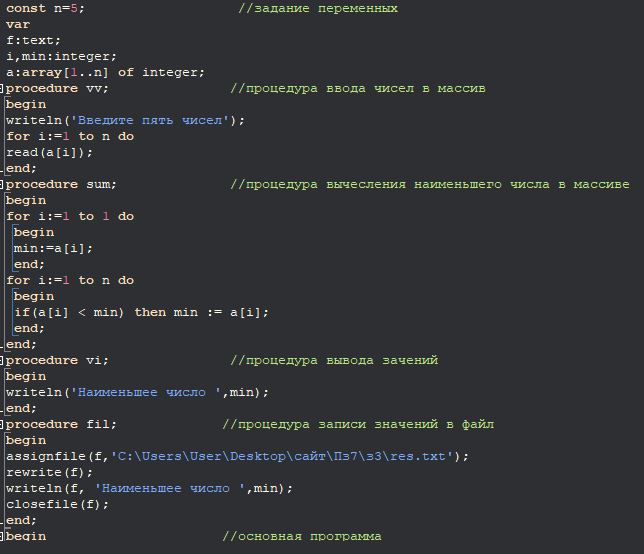 const n=5; //задание переменных
var
f:text;
i,min:integer;
a:array[1..n] of integer;
procedure vv; //процедура ввода чисел в массив
begin
writeln('Введите пять чисел');
for i:=1 to n do
read(a[i]);
end;
procedure sum; //процедура вычесления наименьшего числа в массиве
begin
for i:=1 to 1 do
begin
min:=a[i];
end;
for i:=1 to n do
begin
if(a[i] < min) then min := a[i];
end;
end;
procedure vi; //процедура вывода зачений
begin
writeln('Наименьшее число ',min);
end;
procedure fil; //процедура записи значений в файл
begin
assignfile(f,'C:\Users\User\Desktop\сайт\Пз7\з3\res.txt');
rewrite(f);
writeln(f, 'Наименьшее число ',min);
closefile(f);
end;
begin //основная программа